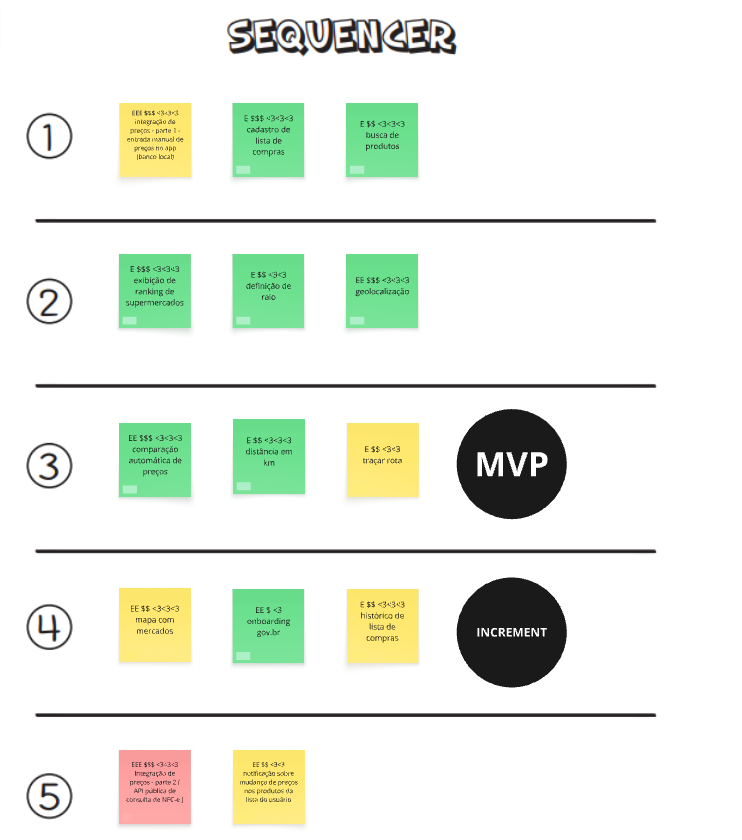 SEQUENCER
1
EEE $$$ <3<3<3
integração de
preços - parte 1 -
entrada manual de
preços no app
(banco local)
E $$$ <3<3<3
cadastro de
lista de
compras
E $$ <3<3<3
busca de
produtos
2
E $$$ <3<3<3
exibição de
ranking de
supermercados
E $$ <3<3
definição de
raio
EE $$$ <3<3<3
geolocalização
3
EE $$$ <3<3<3
comparação
automática de
preços
E $$ <3<3<3
distância em
km
E $$ <3<3
traçar rota
MVP
4
EE $$ <3<3<3
mapa com
mercados
EE $ <3
onboarding
gov.br
E $$ <3<3<3
histórico de
lista de
compras
INCREMENT
5
EEE $$$ <3<3<3
Integração de
preços - parte 2 (
API pública de
consulta de NFC-e )
EE $$ <3<3
notificação sobre
mudança de preços
nos produtos da
lista do usuário